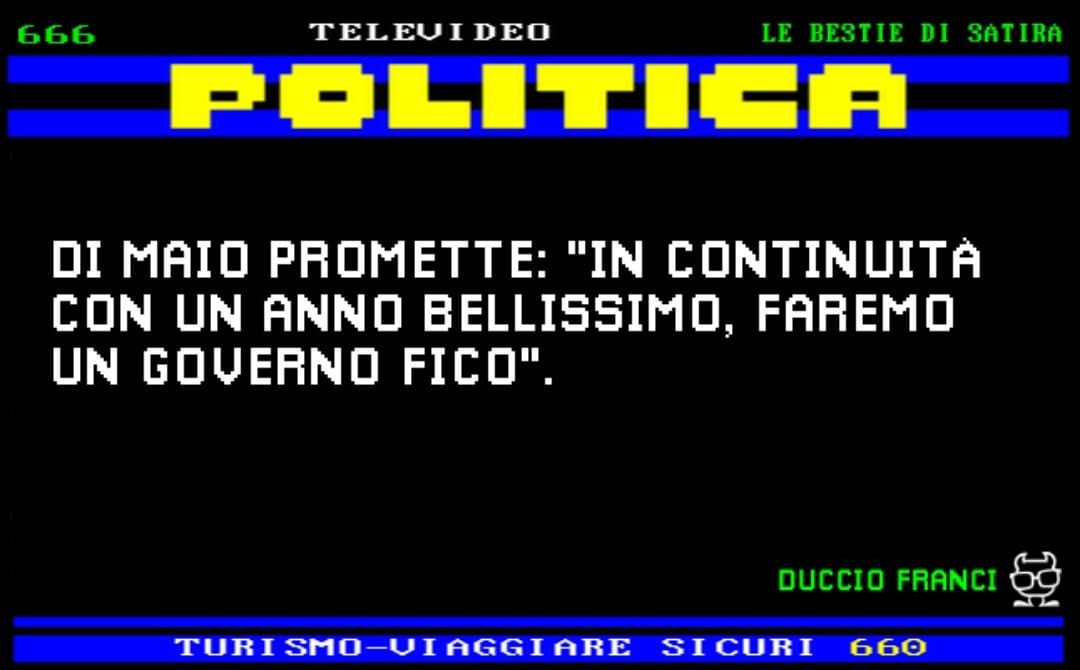 666 TELEVIDEO LE BESTIE DI SATIRA
POLITICA
DI MAIO PROMETTE: "IN CONTINUITÀ
CON UN ANNO BELLISSIMO, FAREMO
UN GOVERNO FICO".
DUCCIO FRANCI
TURISMO-VIAGGIARE SICURI 660